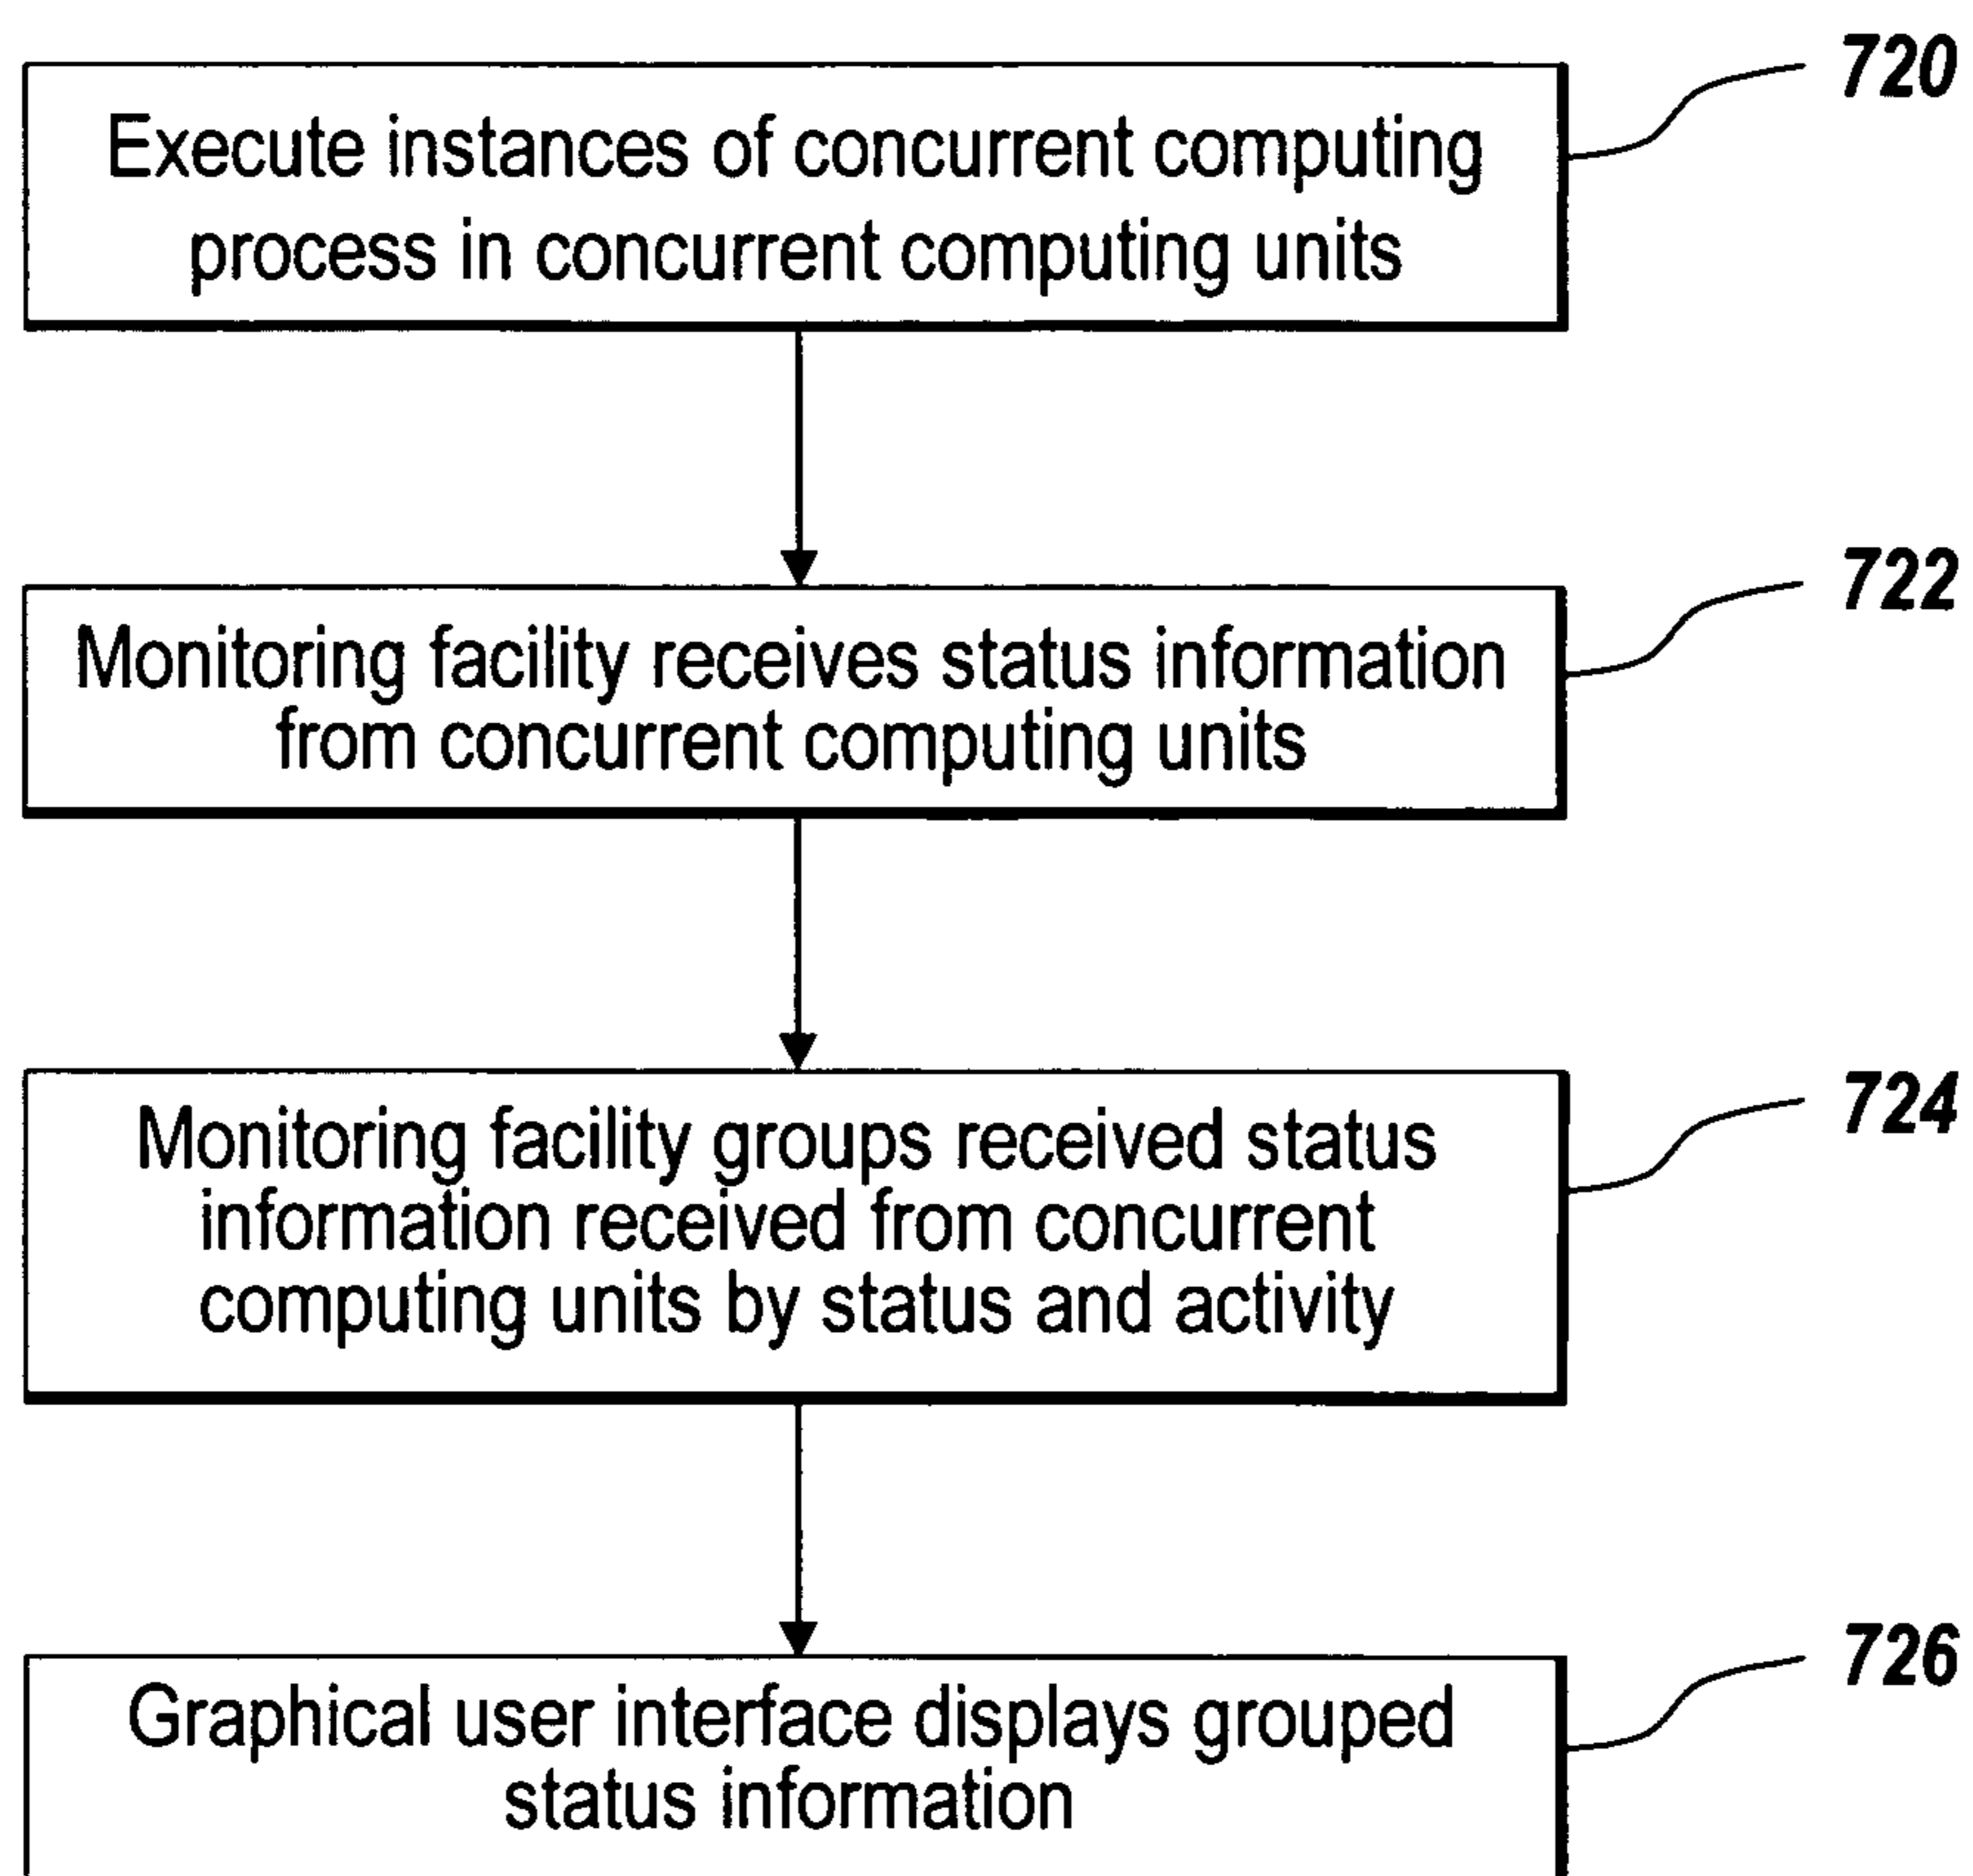 720
Execute instances of concurrent computing
process in concurrent computing units
722
Monitoring facility receives status information
from concurrent computing units
724
Monitoring facility groups received status
information received from concurrent
computing units by status and activity
726
Graphical user interface displays grouped
status information